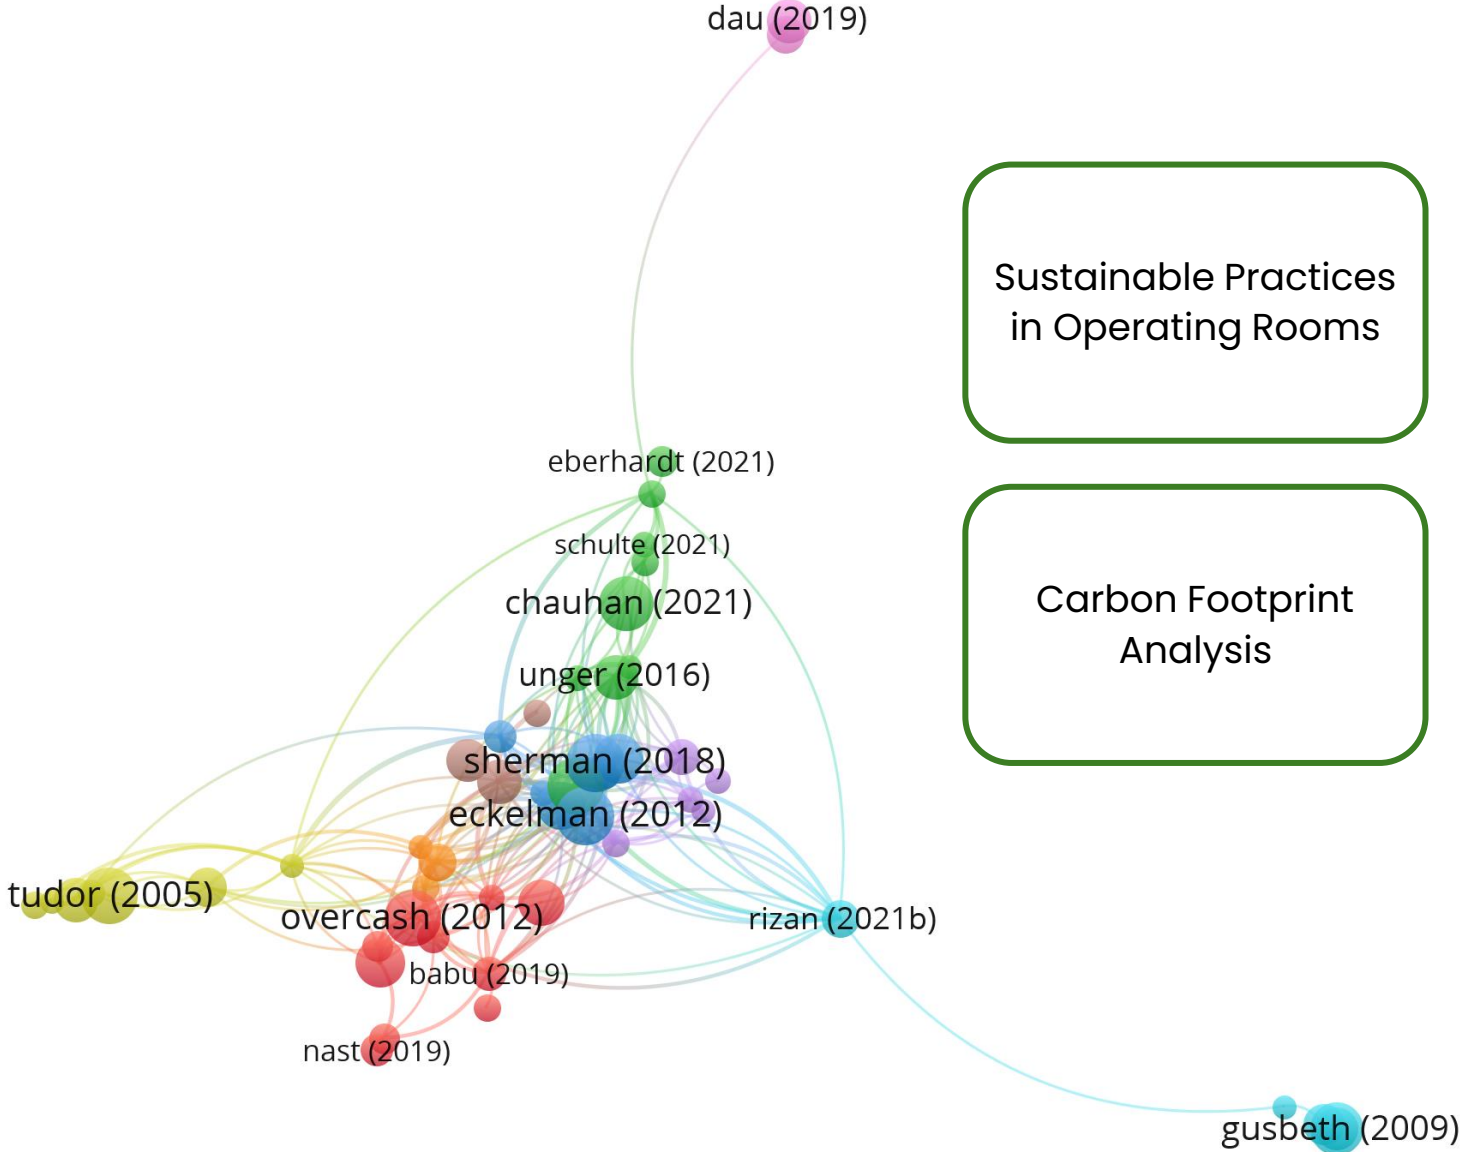 dau (2019)
Sustainable Practices
in Operating Rooms
eberhardt (2021)
schulte (2021)
chauhan (2021)
Carbon Footprint
Analysis
unger (2016)
sherman (2018)
eckelman (2012)
tudor (2005)
overcash (2012)
rizan (2021b)
babu (2019)
nast (2019)
gusbeth (2009)